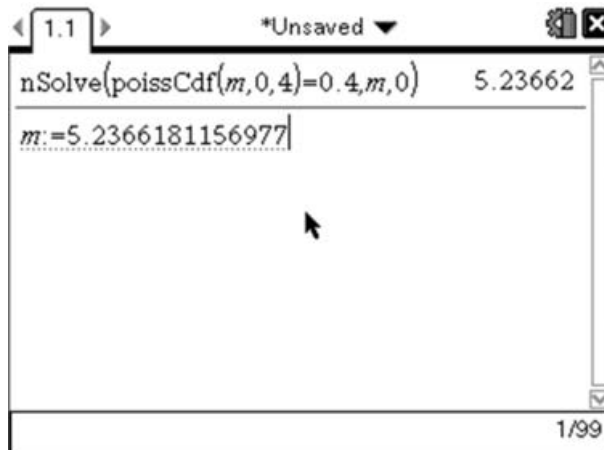 1.1 *Unsaved
nSolve(poissCdf(m,0,4)=0.4,m,0) 5.23662
m:=5.2366181156977
1/99